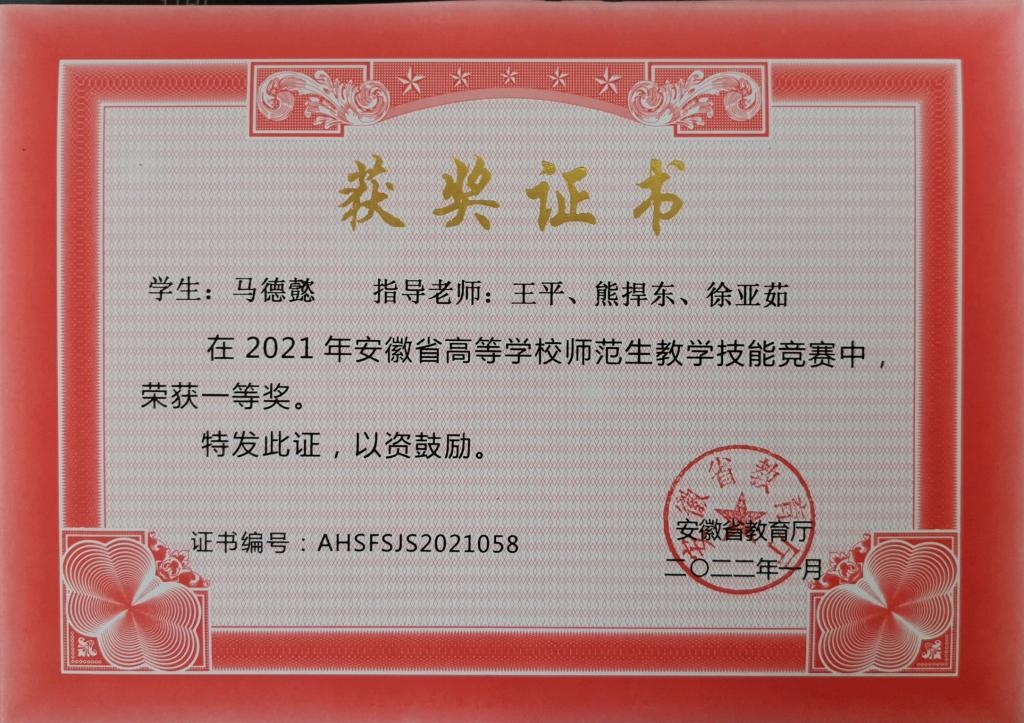 获奖证书
学生：马德懿 指导老师：王平、熊捍东、徐亚茹
在 2021 年安徽省高等学校师范生教学技能竞赛中，
荣获一等奖。
特发此证，以资鼓励。
证书编号：AHSFSJS2021058
安徽省教育厅
安徽省教育厅
二〇二二年一月